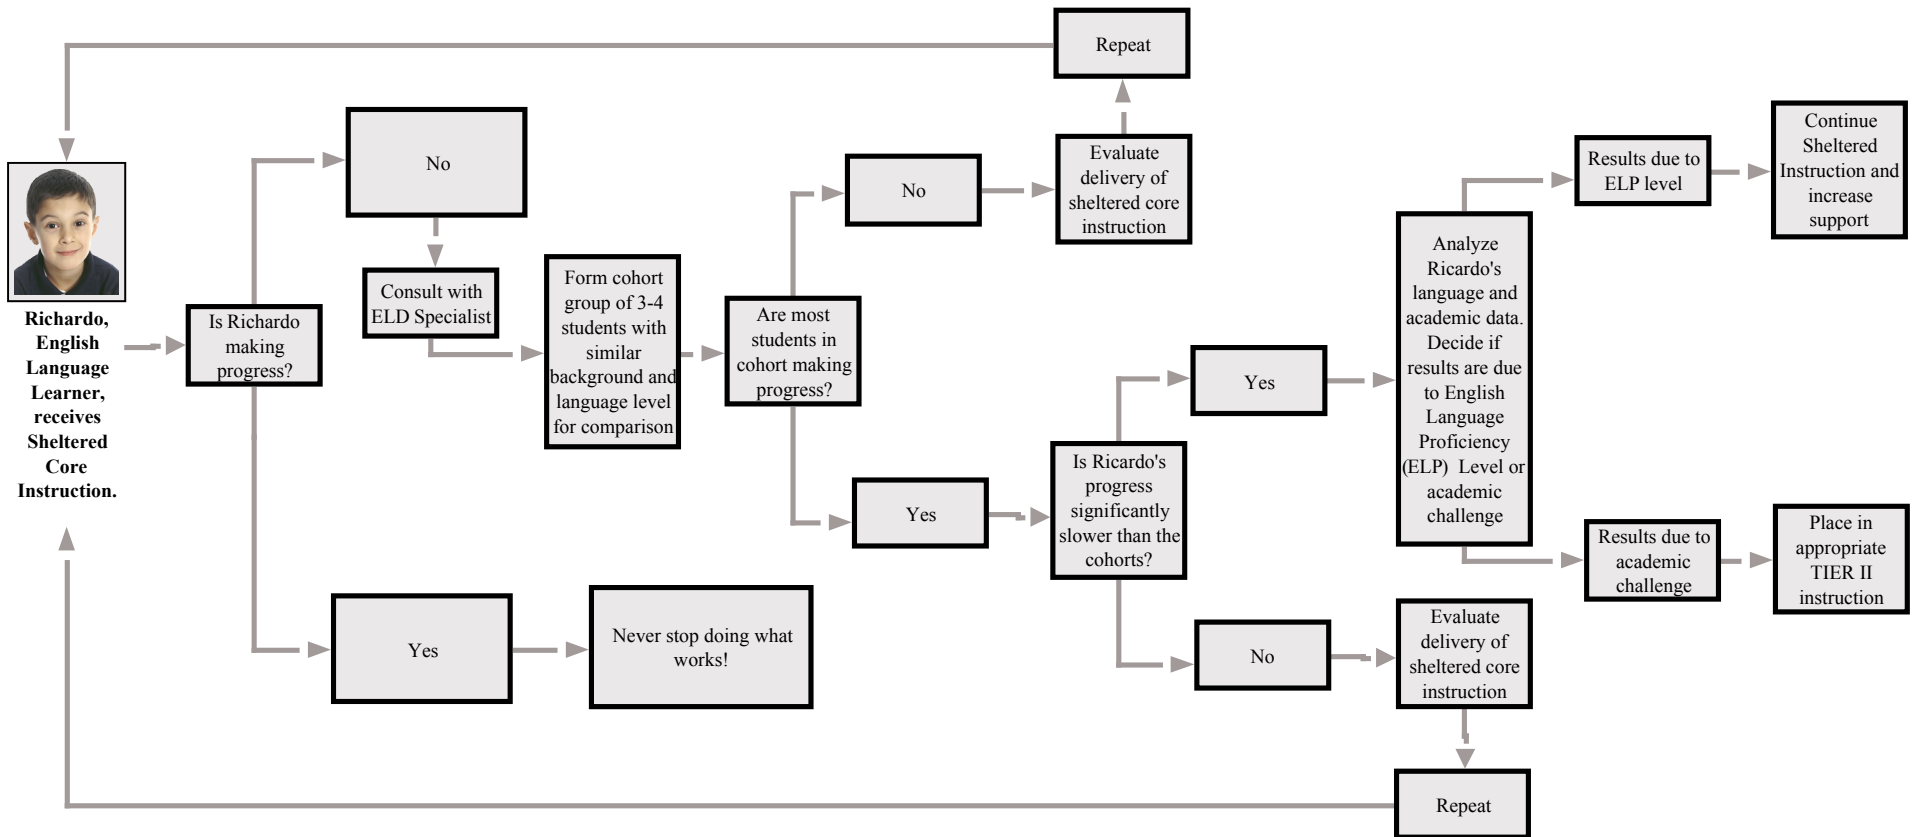 Repeat
No
Continue
Sheltered
Instruction and
increase
support
Results due to
ELP level
Evaluate
delivery of
sheltered core
instruction
No
Analyze
Ricardo's
language and
academic data.
Decide if
results are due
to English
Language
Proficiency
(ELP)  Level or
academic
challenge
Consult with
ELD Specialist
Form cohort
group of 3-4
students with
similar
background and
language level
for comparison
Richardo,
English
Language
Learner,
receives
Sheltered
Core
Instruction.
Is Richardo
making
progress?
Are most
students in
cohort making
progress?
Yes
Is Ricardo's
progress
significantly
slower than the
cohorts?
Yes
Results due to
academic
challenge
Place in
appropriate
TIER II
instruction
Yes
Never stop doing what
works!
No
Evaluate
delivery of
sheltered core
instruction
Repeat